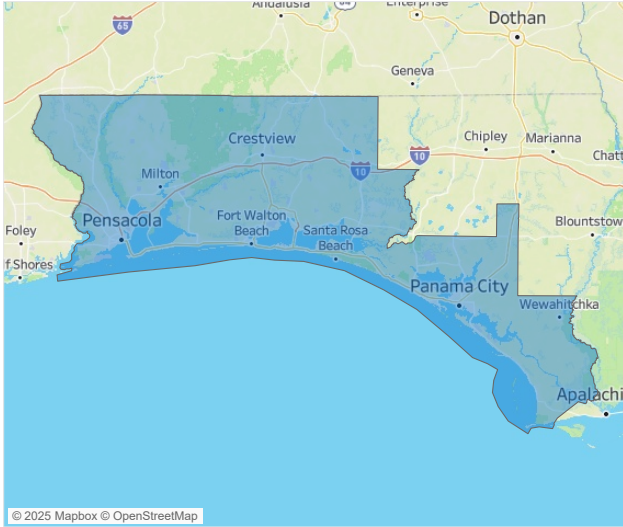 Andalusia
Enterprise
84
65
Dothan
Geneva
Crestview
10
Chipley
Marianna
10
Chatt
Milton
Pensacola
Fort Walton
Beach
Santa Rosa
Beach
Foley
Blountstow
f Shores
Panama City
Wewahitchka
Apalachi
© 2025 Mapbox © OpenStreetMap